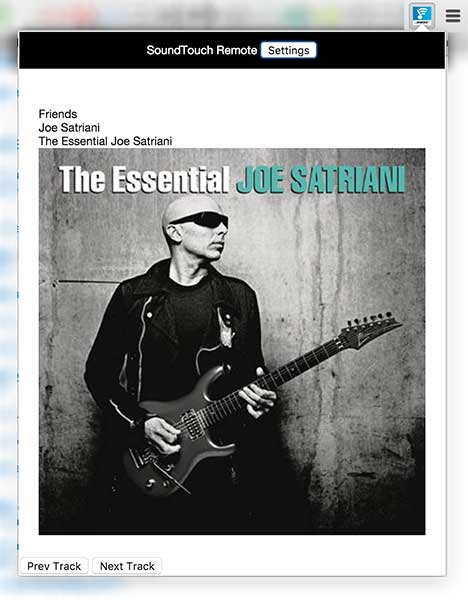 SoundTouch Remote Settings
Friends
Joe Satriani
The Essential Joe Satriani
The Essential JOE SATRIANI
Prev Track Next Track